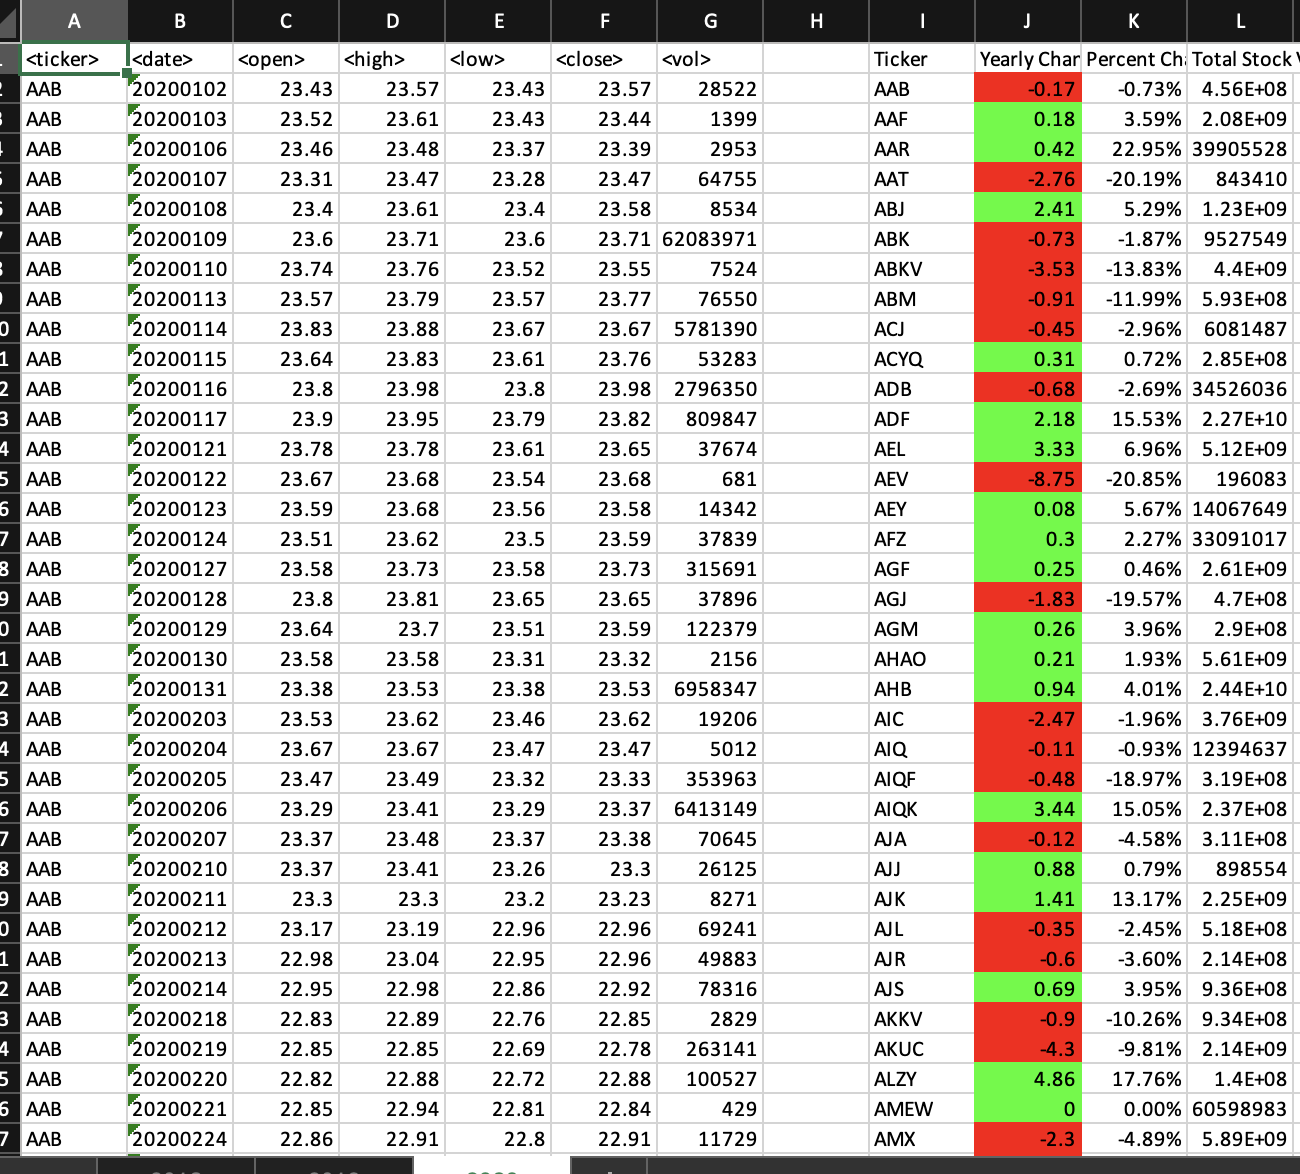 A B C D E F G H I J K L
<ticker> <date> <open> <high> <low> <close> <vol> Ticker Yearly Char Percent Ch Total Stock
2 AAB 20200102 23.43 23.57 23.43 23.57 28522 AAB -0.17 -0.73% 4.56E+08
3 AAB 20200103 23.52 23.61 23.43 23.44 1399 AAF 0.18 3.59% 2.08E+09
AAB 20200106 23.46 23.48 23.37 23.39 2953 AAR 0.42 22.95% 39905528
5 AAB 20200107 23.31 23.47 23.28 23.47 64755 AAT -2.76 -20.19% 843410
5 AAB 20200108 23.4 23.61 23.4 23.58 8534 ABJ 2.41 5.29% 1.23E+09
AAB 20200109 23.6 23.71 23.6 23.71 62083971 ABK -0.73 -1.87% 9527549
3 AAB 20200110 23.74 23.76 23.52 23.55 7524 ABKV -3.53 -13.83% 4.4E+09
AAB 20200113 23.57 23.79 23.57 23.77 76550 ABM -0.91 -11.99% 5.93E+08
0 AAB 20200114 23.83 23.88 23.67 23.67 5781390 ACJ -0.45 -2.96% 6081487
1 AAB 20200115 23.64 23.83 23.61 23.76 53283 ACYQ 0.31 0.72% 2.85E+08
2 AAB 20200116 23.8 23.98 23.8 23.98 2796350 ADB -0.68 -2.69% 34526036
3 AAB 20200117 23.9 23.95 23.79 23.82 809847 ADF 2.18 15.53% 2.27E+10
4 AAB 20200121 23.78 23.78 23.61 23.65 37674 AEL 3.33 6.96% 5.12E+09
5 AAB 20200122 23.67 23.68 23.54 23.68 681 AEV -8.75 -20.85% 196083
6 AAB 20200123 23.59 23.68 23.56 23.58 14342 AEY 0.08 5.67% 14067649
7 AAB 20200124 23.51 23.62 23.5 23.59 37839 AFZ 0.3 2.27% 33091017
8 AAB 20200127 23.58 23.73 23.58 23.73 315691 AGF 0.25 0.46% 2.61E+09
9 AAB 20200128 23.8 23.81 23.65 23.65 37896 AGJ -1.83 -19.57% 4.7E+08
0 AAB 20200129 23.64 23.7 23.51 23.59 122379 AGM 0.26 3.96% 2.9E+08
1 AAB 20200130 23.58 23.58 23.31 23.32 2156 AHAO 0.21 1.93% 5.61E+09
2 AAB 20200131 23.38 23.53 23.38 23.53 6958347 AHB 0.94 4.01% 2.44E+10
3 AAB 20200203 23.53 23.62 23.46 23.62 19206 AIC -2.47 -1.96% 3.76E+09
4 AAB 20200204 23.67 23.67 23.47 23.47 5012 AIQ -0.11 -0.93% 12394637
5 AAB 20200205 23.47 23.49 23.32 23.33 353963 AIQF -0.48 -18.97% 3.19E+08
6 AAB 20200206 23.29 23.41 23.29 23.37 6413149 AIQK 3.44 15.05% 2.37E+08
7 AAB 20200207 23.37 23.48 23.37 23.38 70645 AJA -0.12 -4.58% 3.11E+08
8 AAB 20200210 23.37 23.41 23.26 23.3 26125 AJJ 0.88 0.79% 898554
9 AAB 20200211 23.3 23.3 23.2 23.23 8271 AJK 1.41 13.17% 2.25E+09
0 AAB 20200212 23.17 23.19 22.96 22.96 69241 AJL -0.35 -2.45% 5.18E+08
1 AAB 20200213 22.98 23.04 22.95 22.96 49883 AJR -0.6 -3.60% 2.14E+08
2 AAB 20200214 22.95 22.98 22.86 22.92 78316 AJS 0.69 3.95% 9.36E+08
3 AAB 20200218 22.83 22.89 22.76 22.85 2829 AKKV -0.9 -10.26% 9.34E+08
4 AAB 20200219 22.85 22.85 22.69 22.78 263141 AKUC -4.3 -9.81% 2.14E+09
5 AAB 20200220 22.82 22.88 22.72 22.88 100527 ALZY 4.86 17.76% 1.4E+08
6 AAB 20200221 22.85 22.94 22.81 22.84 429 AMEW 0 0.00% 60598983
7 AAB 20200224 22.86 22.91 22.8 22.91 11729 AMX -2.3 -4.89% 5.89E+09